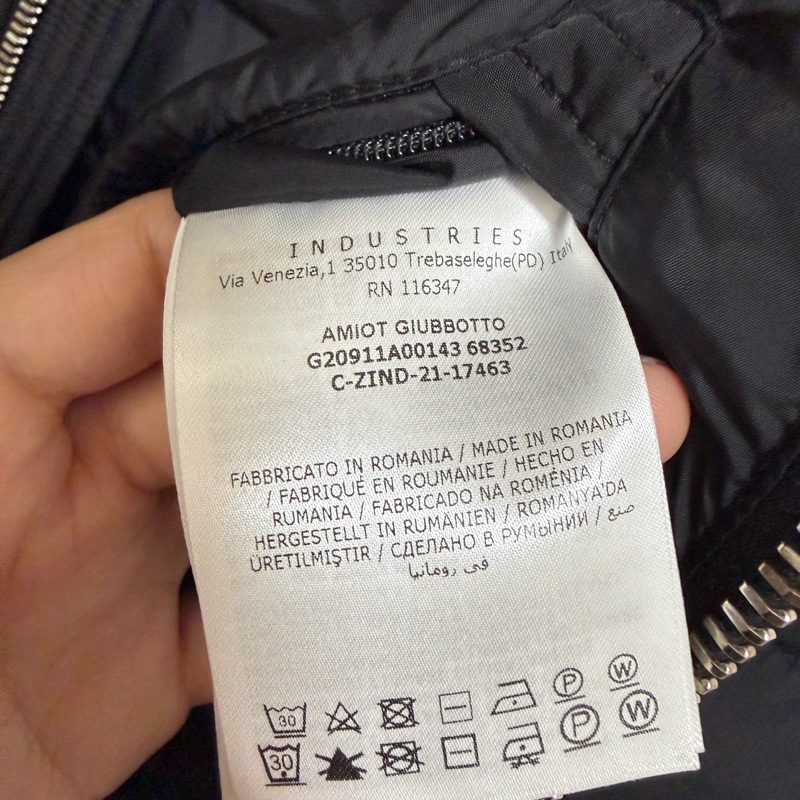 INDUSTRIES
Via Venezia,1 35010 Trebaseleghe(PD) Italy
RN 116347
AMIOT GIUBBOTTO
G20911A00143 68352
C-ZIND-21-17463
FABBRICATO IN ROMANIA / MADE IN ROMANIA
/ FABRIQUÉ EN ROUMANIE / HECHO EN
RUMANIA / FABRICADO NA ROMÉNIA /
HERGESTELLT IN RUMÄNIEN / ROMANYA'DA
ÜRETILMIŞTIR / СДЕЛАНО В РУМЫНИИ / صنع
في رومانيا
30 P W
30 P W